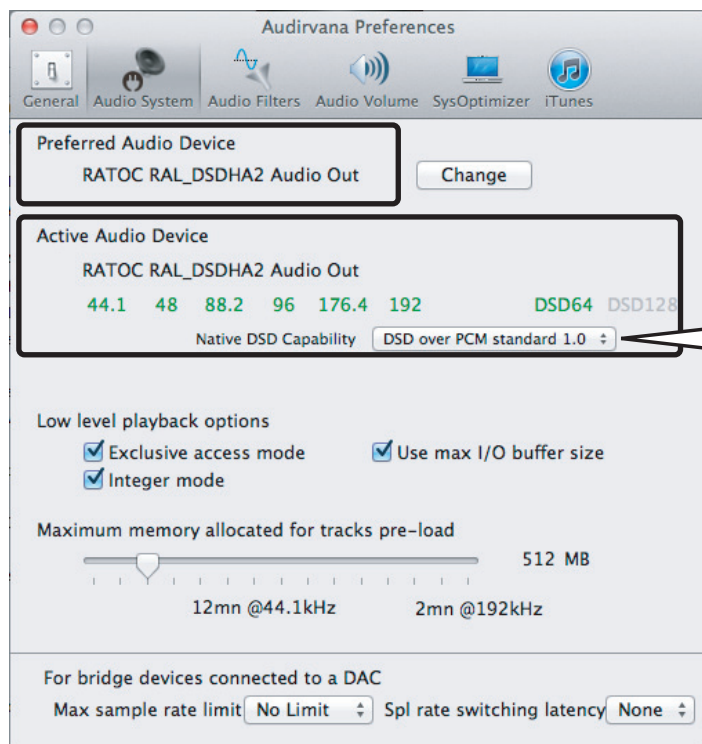 Audirvana Preferences
General Audio System Audio Filters Audio Volume SysOptimizer iTunes
Preferred Audio Device
RATOC RAL_DSDHA2 Audio Out Change
Active Audio Device
RATOC RAL_DSDHA2 Audio Out
44.1 48 88.2 96 176.4 192 DSD64 DSD128
Native DSD Capability DSD over PCM standard 1.0
Low level playback options
Exclusive access mode Use max I/O buffer size
Integer mode
Maximum memory allocated for tracks pre-load
512 MB
12mn @44.1kHz 2mn @192kHz
For bridge devices connected to a DAC
Max sample rate limit No Limit Spl rate switching latency None